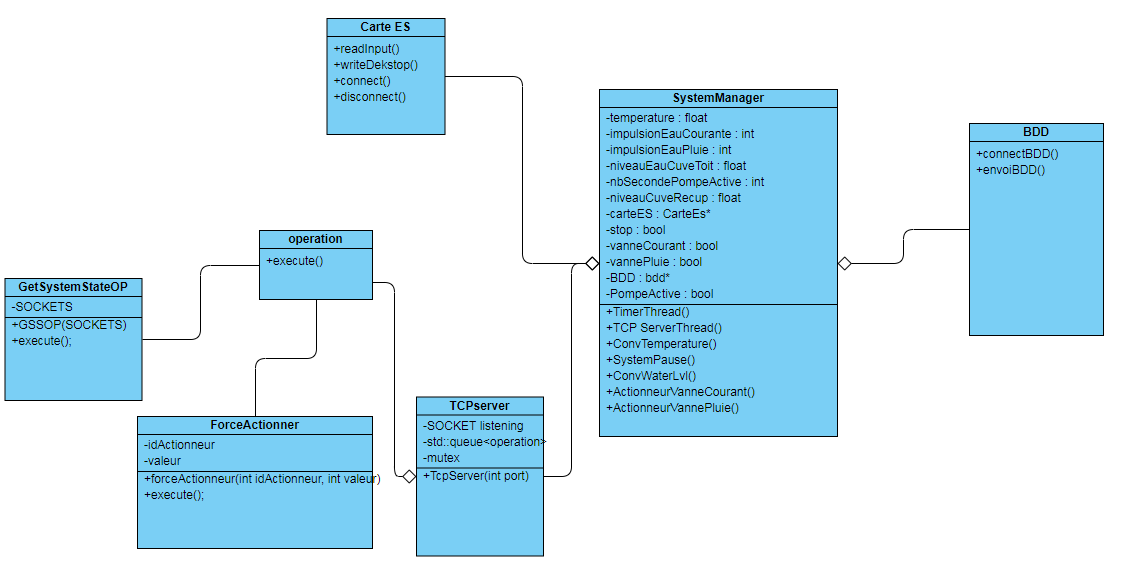 Carte ES
+readInput()
+writeDekstop()
+connect()
+disconnect()
SystemManager
-temperature : float
-impulsionEauCourante : int
-impulsionEauPluie : int
-niveauEauCuveToit : float
-nbSecondePompeActive : int
-niveauCuveRecup : float
-carteES : CarteEs*
-stop : bool
-vanneCourant : bool
-vannePluie : bool
-BDD : bdd*
-PompeActive : bool
+TimerThread()
+TCP ServerThread()
+ConvTemperature()
+SystemPause()
+ConvWaterLvl()
+ActionneurVanneCourant()
+ActionneurVannePluie()
BDD
+connectBDD()
+envoiBDD()
operation
+execute()
GetSystemStateOP
-SOCKETS
+GSSOP(SOCKETS)
+execute();
ForceActionner
-idActionneur
-valeur
+forceActionneur(int idActionneur, int valeur)
+execute();
TCPserver
-SOCKET listening
-std::queue<operation>
-mutex
+TcpServer(int port)